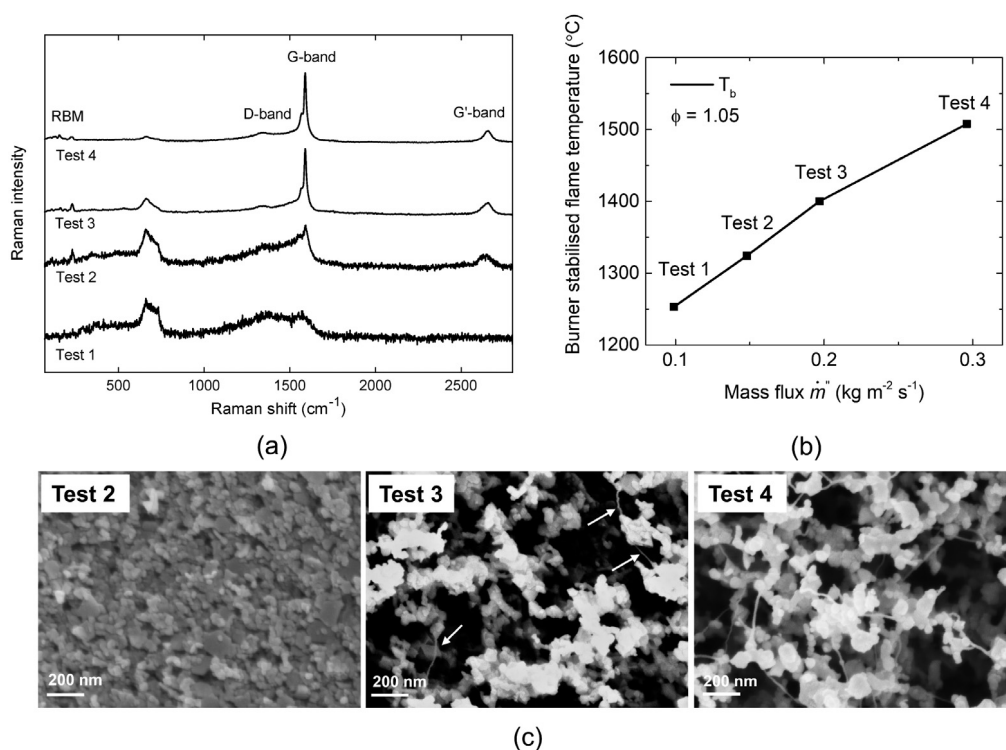 G-band
RBM
D-band
G'-band
Test 4
Test 3
Test 2
Test 1
Raman intensity
500 1000 1500 2000 2500
Raman shift (cm⁻¹)
(a)
Burner stabilised flame temperature (°C)
1600
1500
1400
1300
1200
T_b
ϕ = 1.05
Test 4
Test 3
Test 2
Test 1
0.1 0.2 0.3
Mass flux ṁ" (kg m⁻² s⁻¹)
(b)
Test 2
200 nm
Test 3
200 nm
Test 4
200 nm
(c)